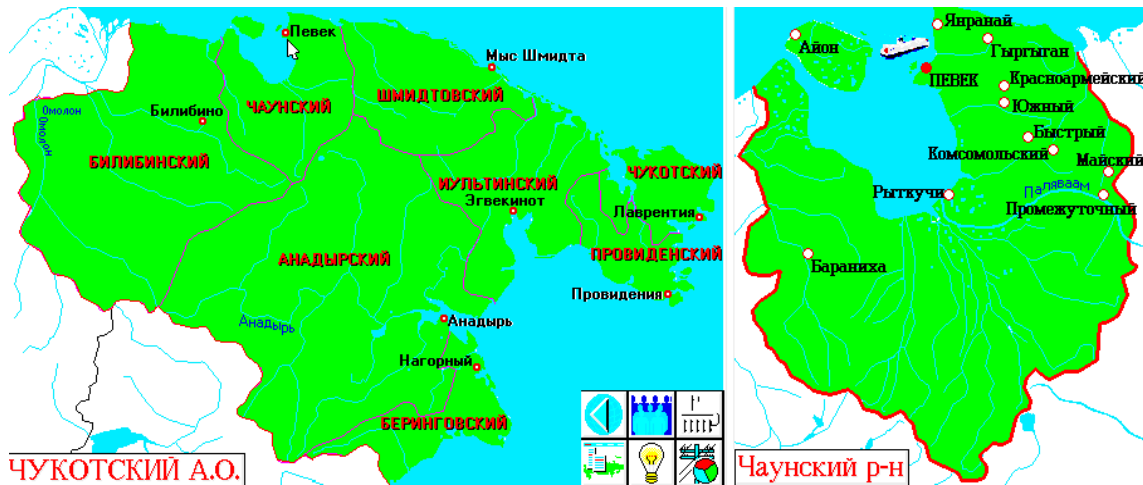 Певек
Мыс Шмидта
ШМИДТОВСКИЙ
Омолон
Омолон
Билибино
ЧАУНСКИЙ
БИЛИБИНСКИЙ
ЧУКОТСКИЙ
ИУЛЬТИНСКИЙ
Эгвекинот
Лаврентия
АНАДЫРСКИЙ
ПРОВИДЕНСКИЙ
Провидения
Анадырь
Анадырь
Нагорный
БЕРИНГОВСКИЙ
ЧУКОТСКИЙ А.О.
Янранай
Айон
Гыргыган
ПЕВЕК
Красноармейский
Южный
Быстрый
Комсомольский
Майский
Рыткучи
Паляваам
Промежуточный
Бараниха
Чаунский р-н